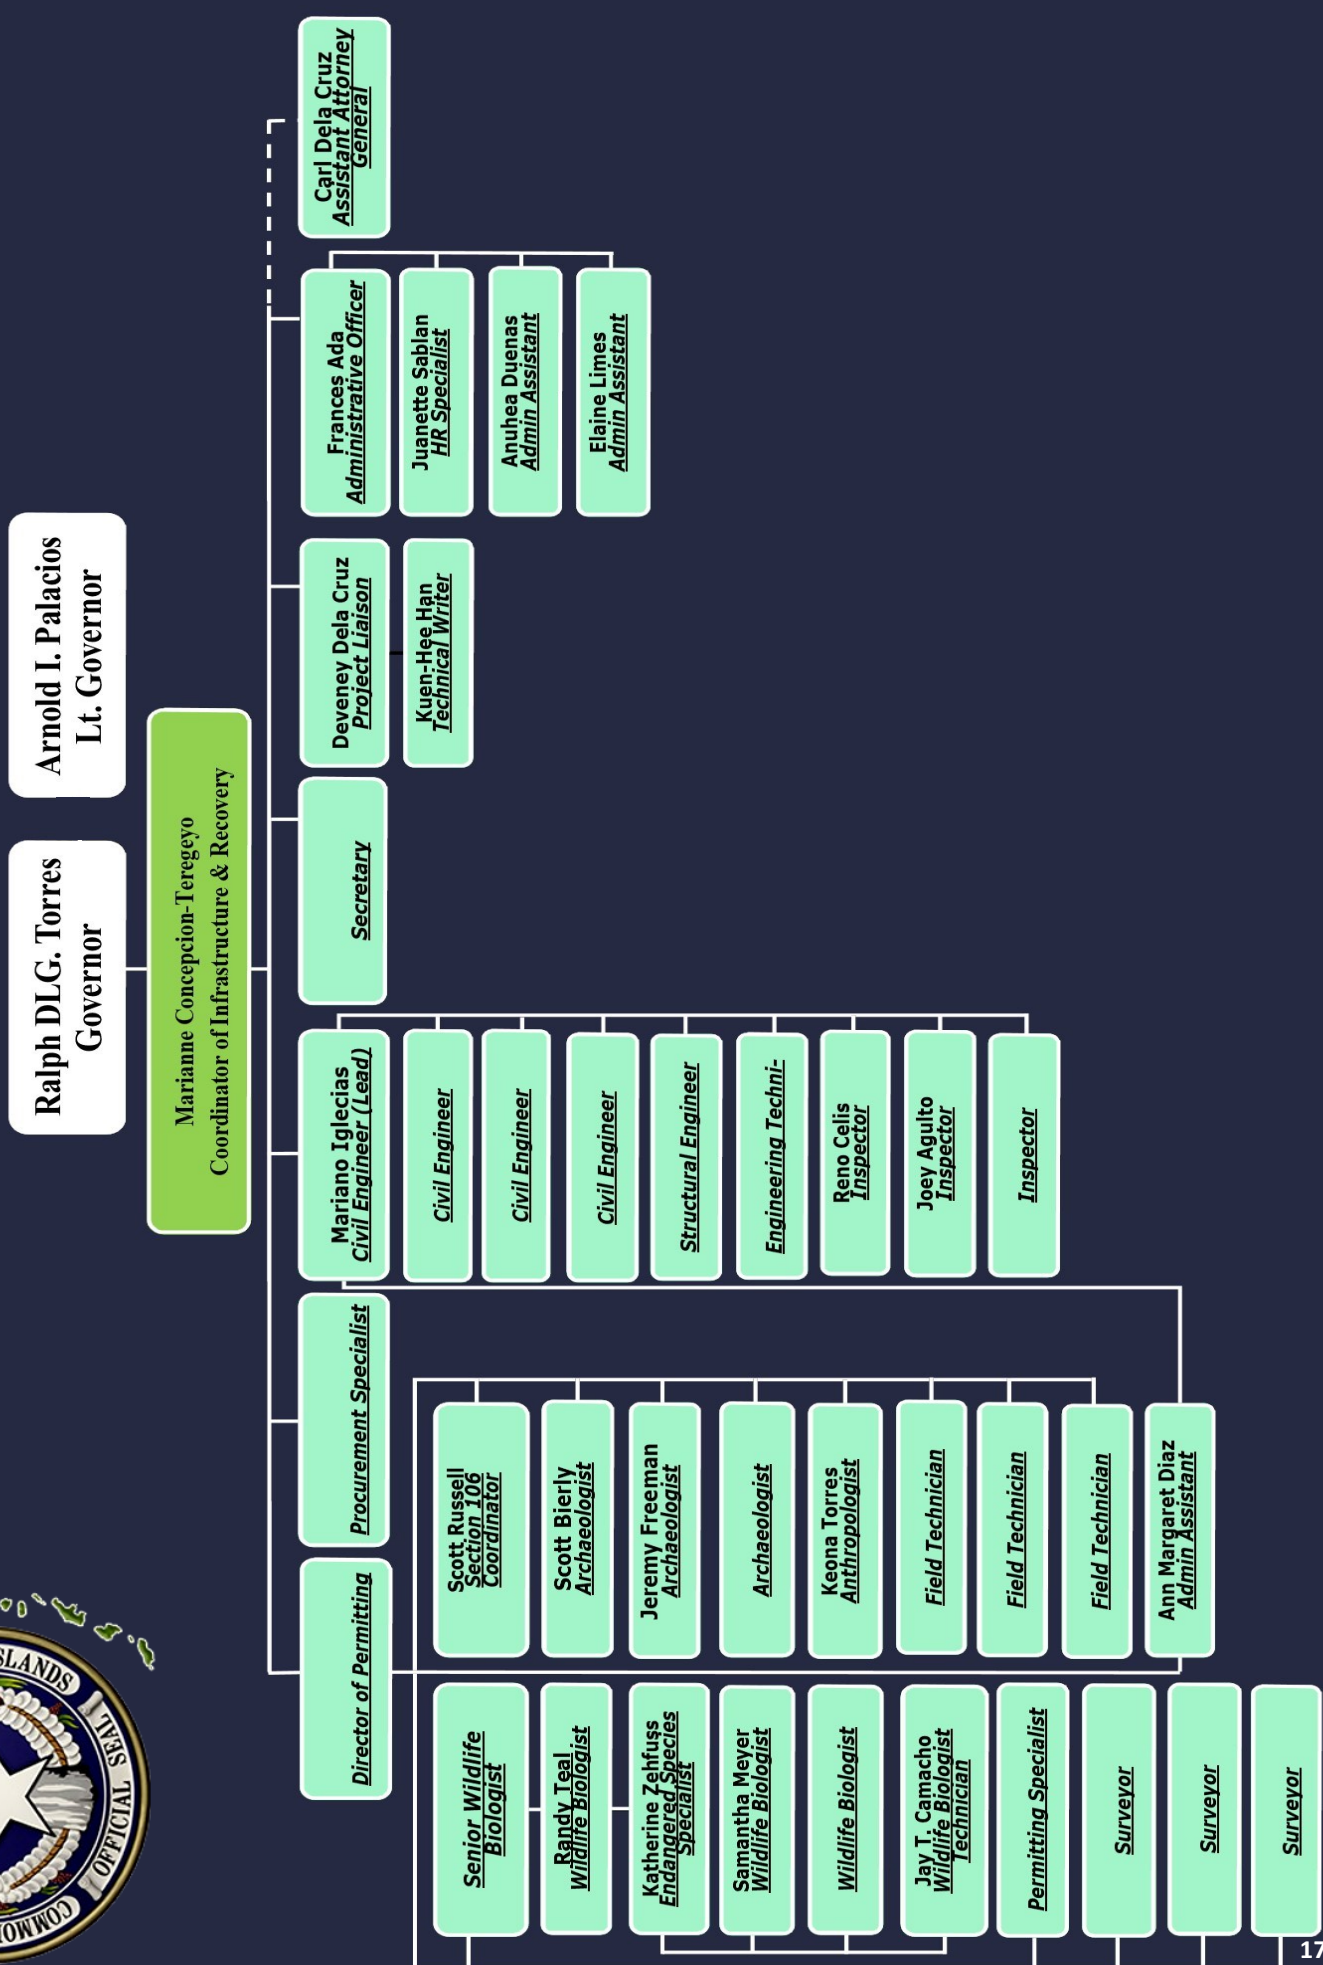 Ralph DLG. Torres
Governor
Arnold I. Palacios
Lt. Governor
Marianne Concepcion-Teregeyo
Coordinator of Infrastructure & Recovery
Director of Permitting
Procurement Specialist
Mariano Iglecias
Civil Engineer (Lead)
Secretary
Deveney Dela Cruz
Project Liaison
Frances Ada
Administrative Officer
Carl Dela Cruz
Assistant Attorney
General
Senior Wildlife
Biologist
Randy Teal
Wildlife Biologist
Katherine Zehfuss
Endangered Species
Specialist
Samantha Meyer
Wildlife Biologist
Wildlife Biologist
Jay T. Camacho
Wildlife Biologist
Technician
Permitting Specialist
Surveyor
Surveyor
Surveyor
Scott Russell
Section 106
Coordinator
Scott Bierly
Archaeologist
Jeremy Freeman
Archaeologist
Archaeologist
Keona Torres
Anthropologist
Field Technician
Field Technician
Field Technician
Ann Margaret Diaz
Admin Assistant
Civil Engineer
Civil Engineer
Civil Engineer
Structural Engineer
Engineering Techni-
Reno Celis
Inspector
Joey Agulto
Inspector
Inspector
Kuen-Hee Han
Technical Writer
Juanette Sablan
HR Specialist
Anuhea Duenas
Admin Assistant
Elaine Limes
Admin Assistant
COMMO
SLANDS
OFFICIAL SEAL
17